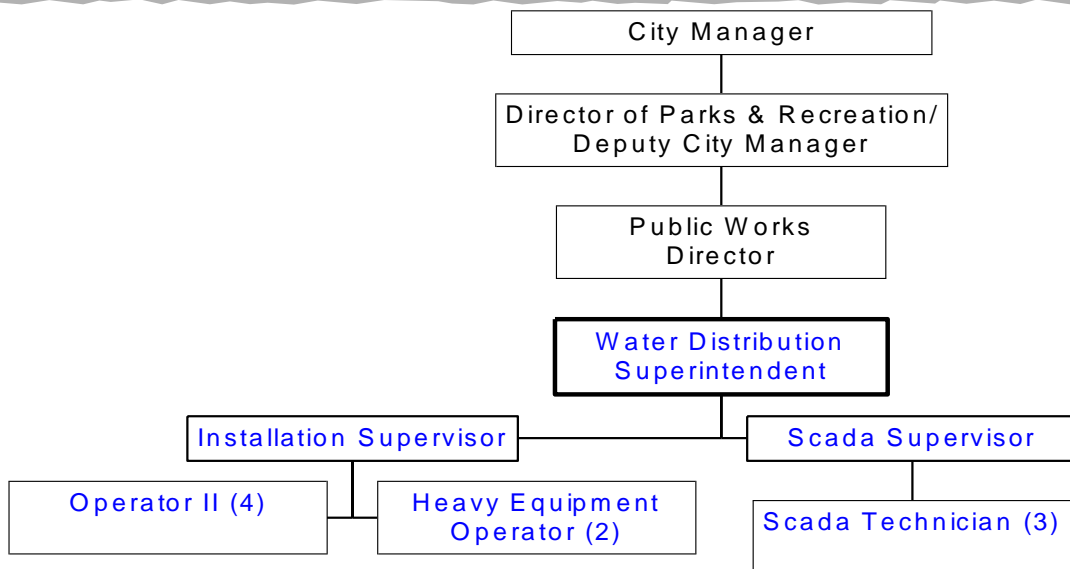 City Manager
Director of Parks & Recreation/
Deputy City Manager
Public Works
Director
Water Distribution
Superintendent
Installation Supervisor
Scada Supervisor
Operator II (4)
Heavy Equipment
Operator (2)
Scada Technician (3)